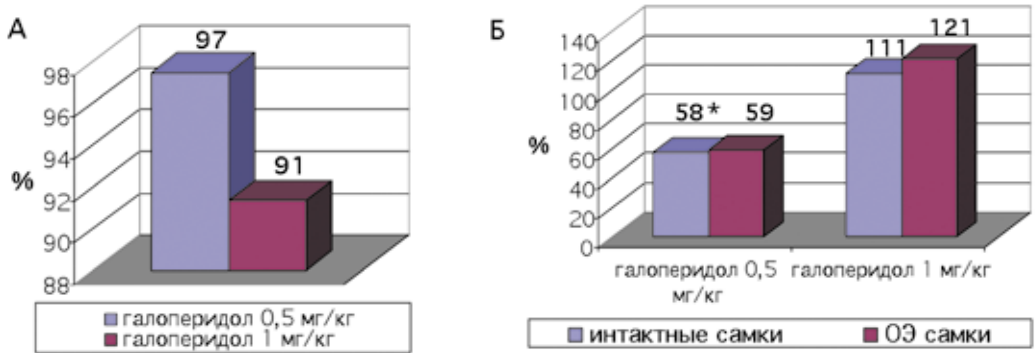 А
97
98
96
94
92
90
88
%
91
галоперидол 0,5 мг/кг
галоперидол 1 мг/кг
Б
140
120
100
80
60
40
20
0
%
58 *
59
111
121
галоперидол 0,5
мг/кг
галоперидол 1 мг/кг
интактные самки
ОЭ самки